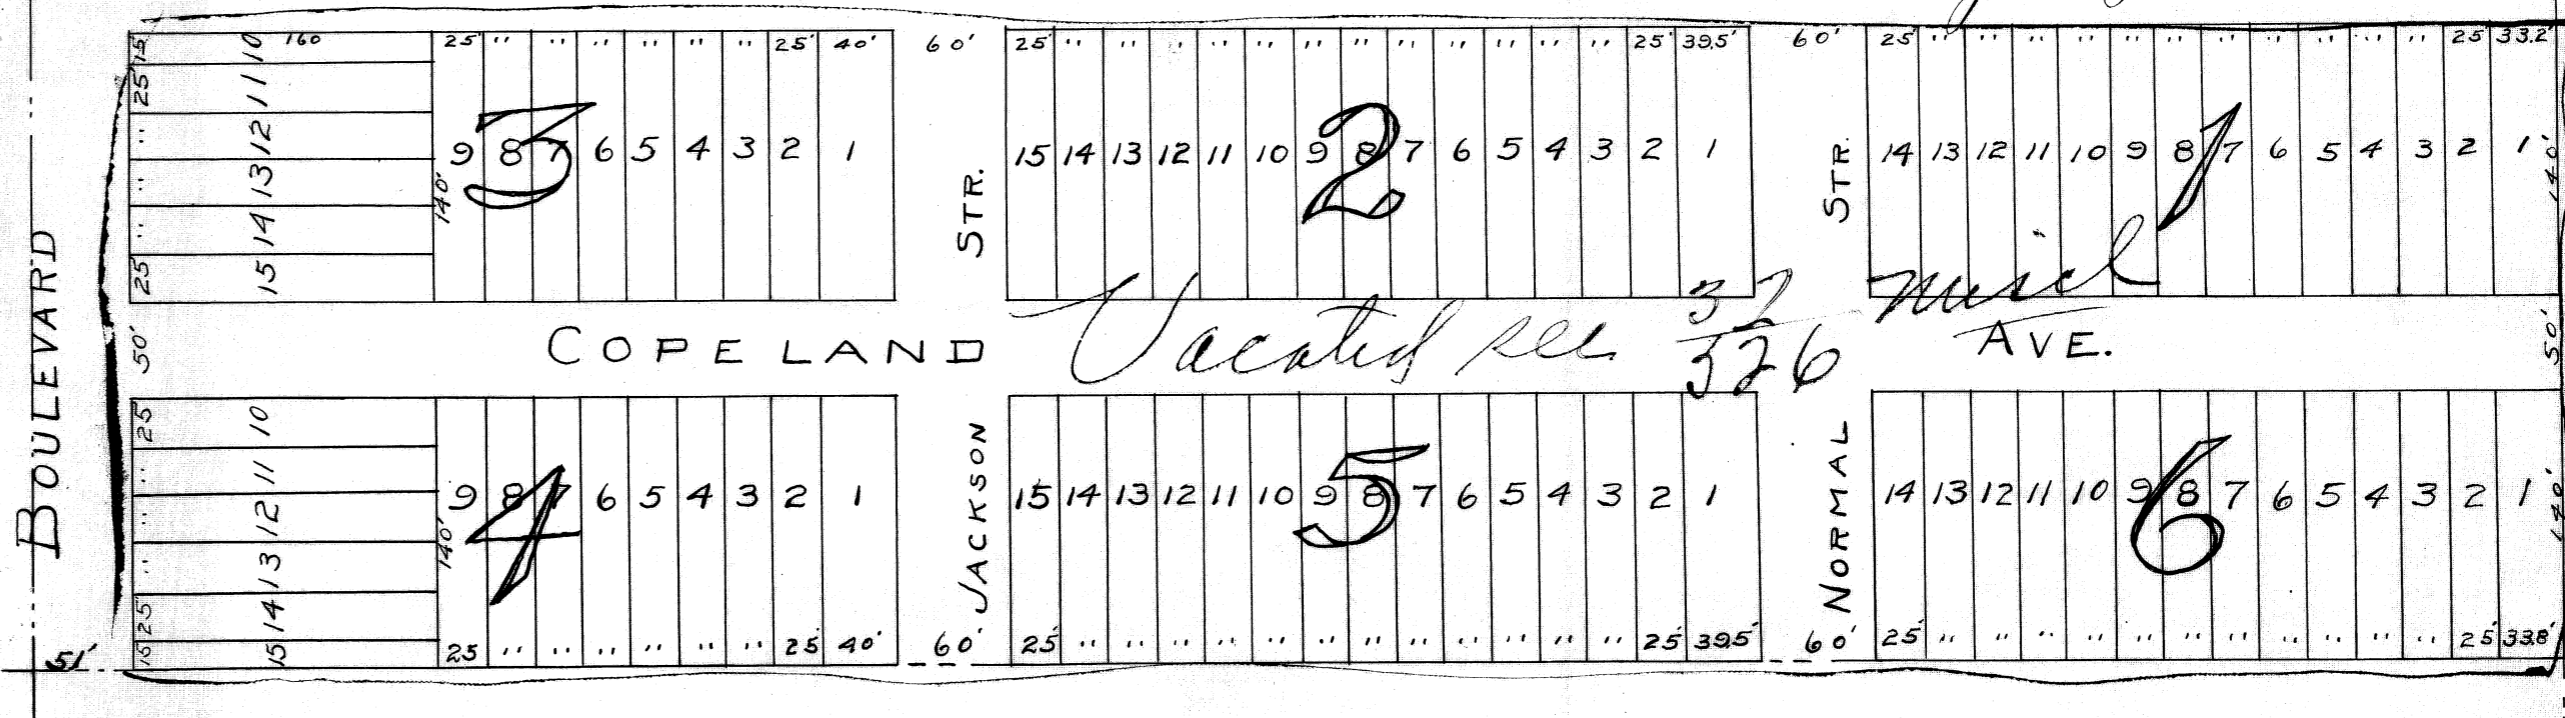 15 10 160 25' " " " " " " 25' 40' 60' 25' " " " " " " " " " " " " 25' 39.5' 60' 25' " " " " " " " " " " " 25 33.2'
25' 11
" 12 9 8 7 6 5 4 3 2 1 15 14 13 12 11 10 9 8 7 6 5 4 3 2 1 14 13 12 11 10 9 8 7 6 5 4 3 2 1
3 2 1
" 13 140' STR. STR. 140'
" 14
25' 15
BOULEVARD
50' COPELAND Vacated see 32/326 Misel AVE. 50'
25 10
" 11
" 12 9 8 7 6 5 4 3 2 1 15 14 13 12 11 10 9 8 7 6 5 4 3 2 1 14 13 12 11 10 9 8 7 6 5 4 3 2 1
4 5 6
" 13 140' JACKSON NORMAL 140'
25' 14
15 15 25 " " " " " " 25 40' 60' 25' " " " " " " " " " " " " 25 39.5' 60' 25' " " " " " " " " " " " 25 33.8'
51'